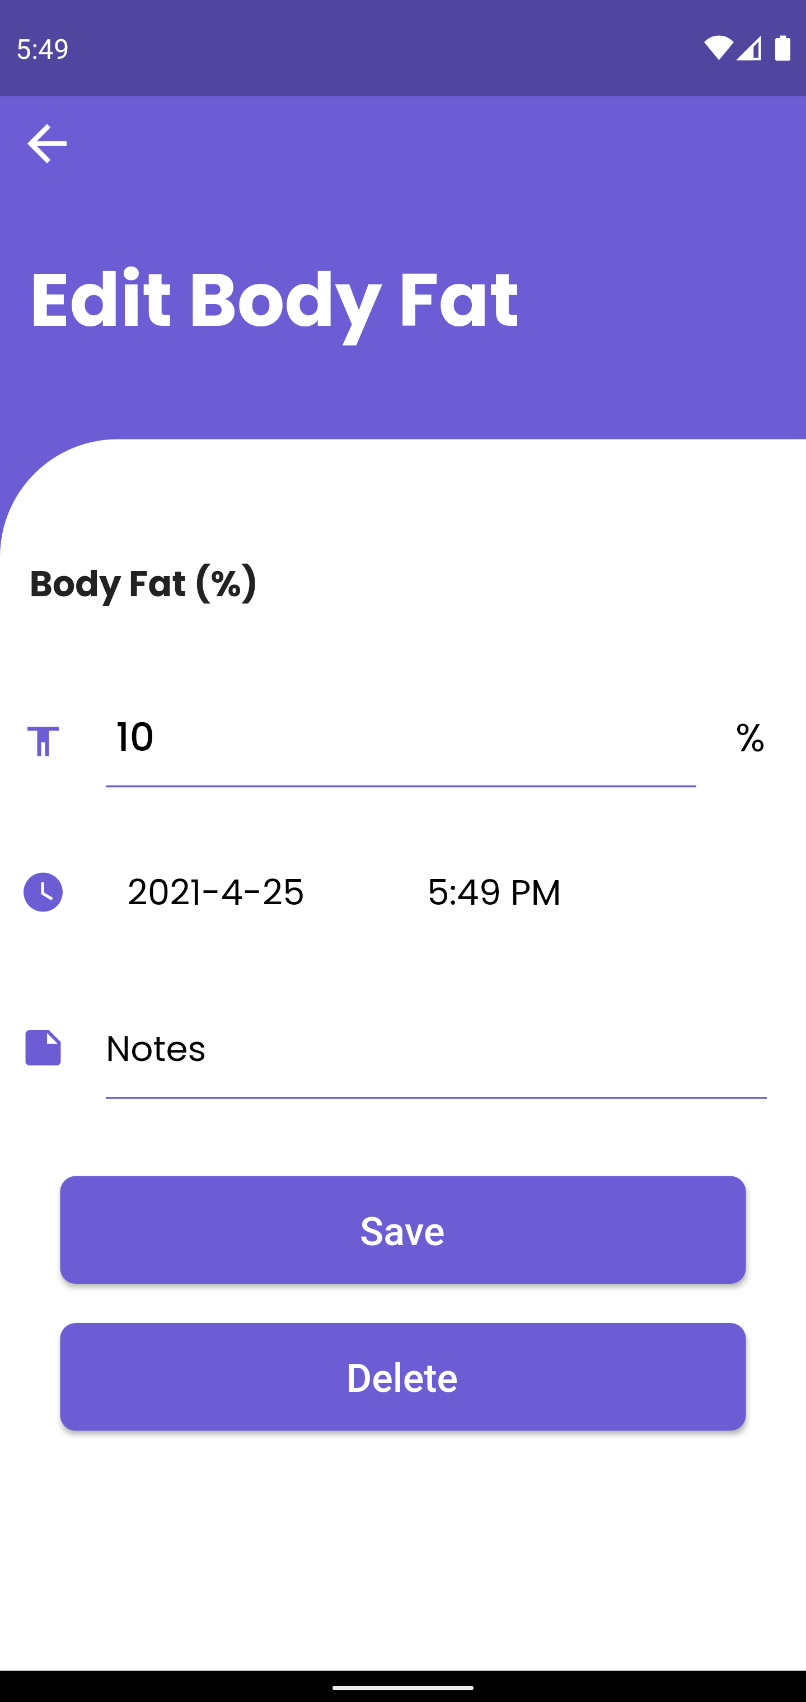 5:49
Edit Body Fat
Body Fat (%)
10 %
2021-4-25 5:49 PM
Notes
Save
Delete